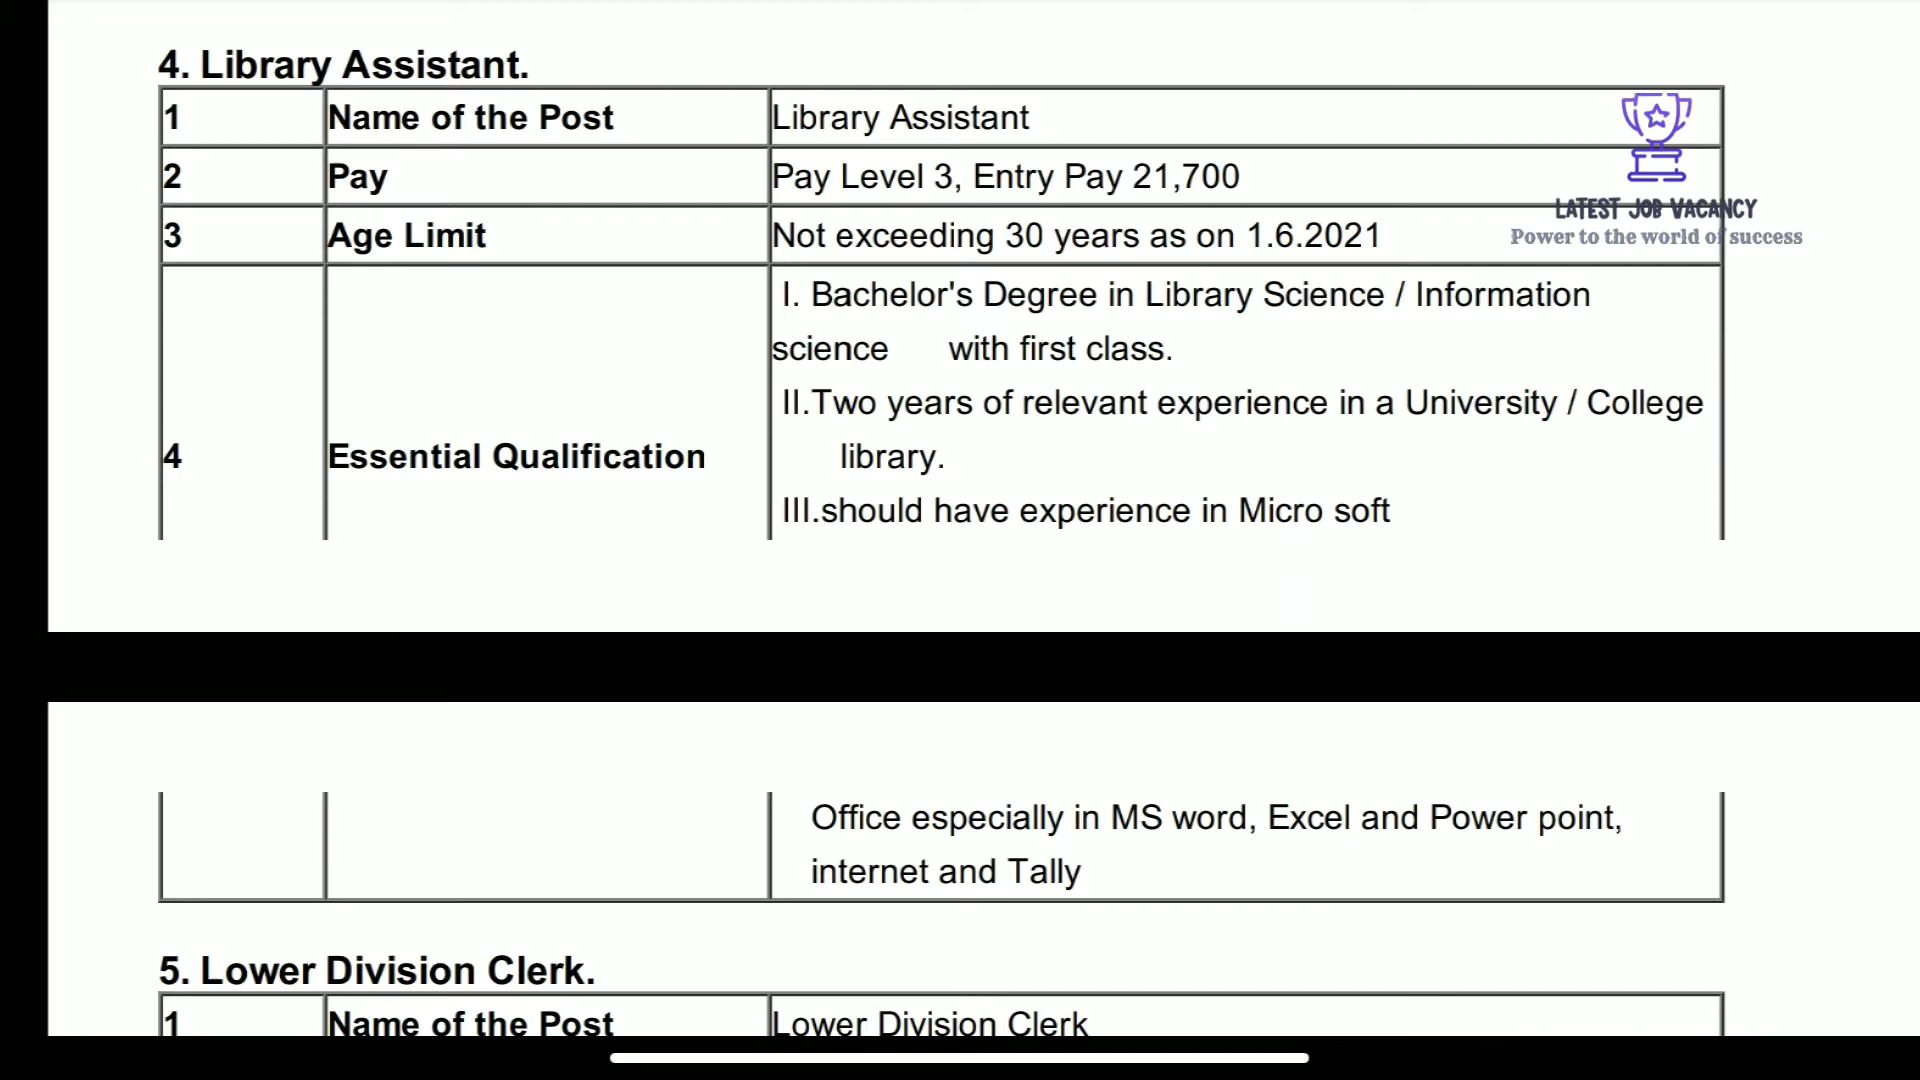 4. Library Assistant.
1 Name of the Post Library Assistant
2 Pay Pay Level 3, Entry Pay 21,700
3 Age Limit Not exceeding 30 years as on 1.6.2021
LATEST JOB VACANCY
Power to the world of success
I. Bachelor's Degree in Library Science / Information
science with first class.
II.Two years of relevant experience in a University / College
4 Essential Qualification library.
III.should have experience in Micro soft
Office especially in MS word, Excel and Power point,
internet and Tally
5. Lower Division Clerk.
1 Name of the Post Lower Division Clerk